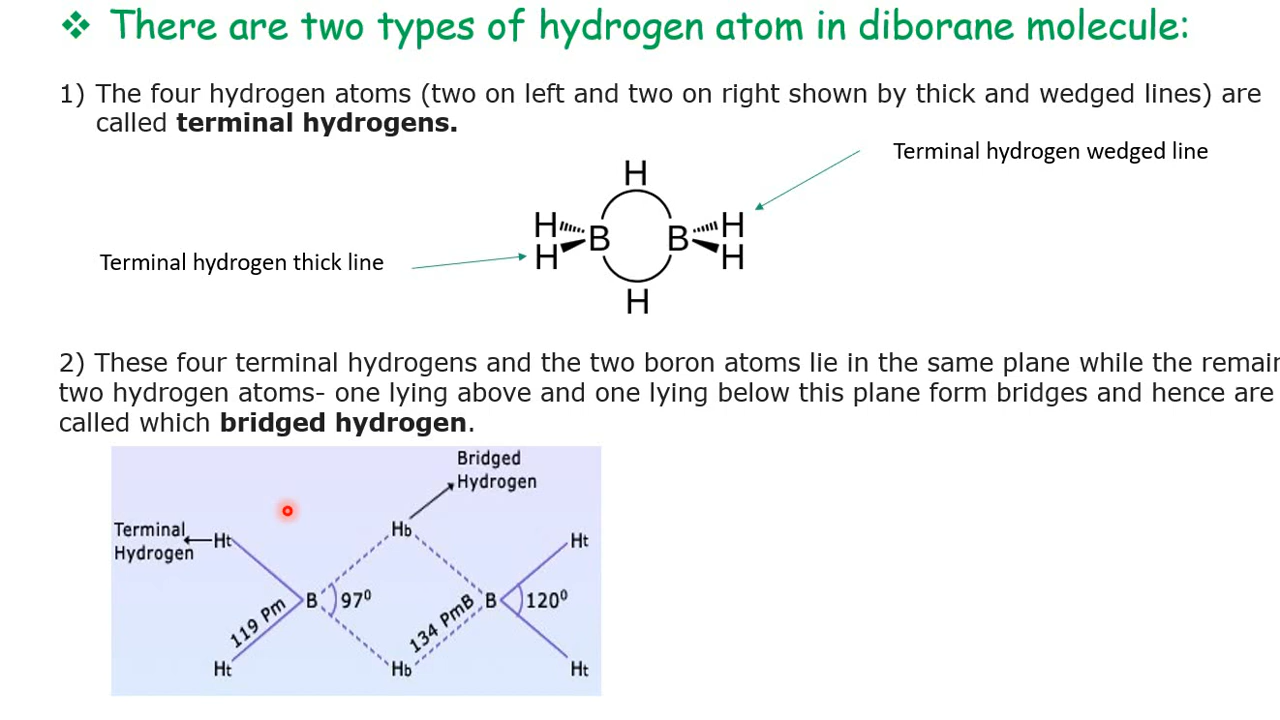 ❖ There are two types of hydrogen atom in diborane molecule:
1) The four hydrogen atoms (two on left and two on right shown by thick and wedged lines) are
called terminal hydrogens.
Terminal hydrogen wedged line
H
H B B H
Terminal hydrogen thick line
H H
H
2) These four terminal hydrogens and the two boron atoms lie in the same plane while the remain
two hydrogen atoms- one lying above and one lying below this plane form bridges and hence are
called which bridged hydrogen.
Bridged
Hydrogen
Terminal
Hydrogen
Ht Hb Ht
B 97⁰ B 120⁰
119 Pm 134 PmB
Ht Hb Ht